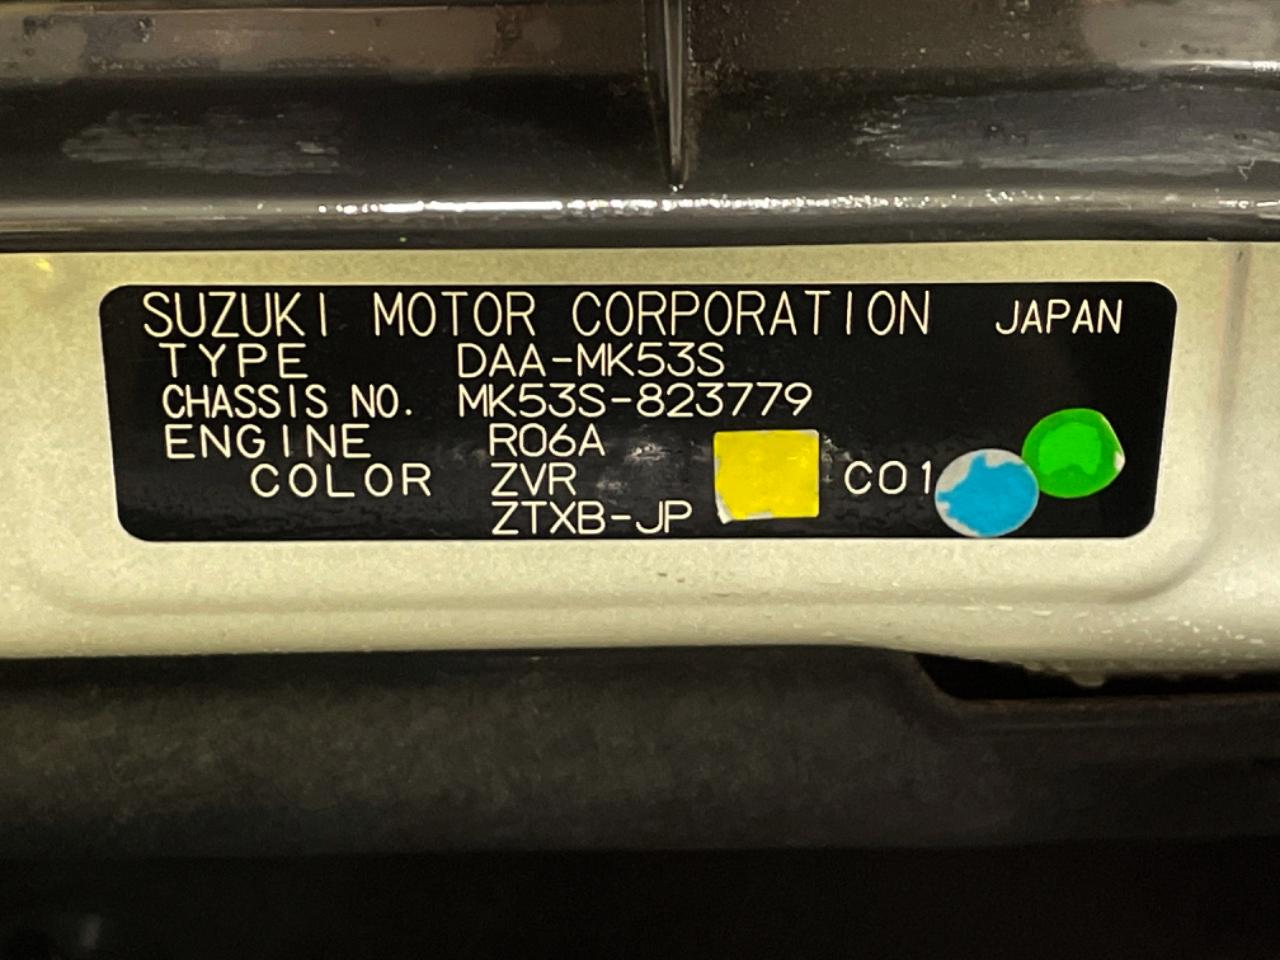 SUZUKI MOTOR CORPORATION JAPAN
TYPE DAA-MK53S
CHASSIS NO. MK53S-823779
ENGINE R06A
COLOR ZVR C01
ZTXB-JP